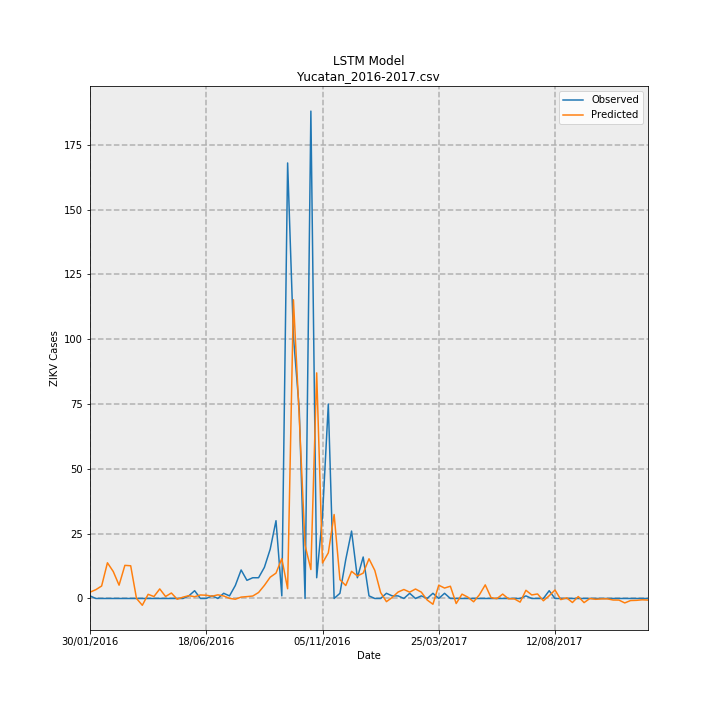 LSTM Model
Yucatan_2016-2017.csv
Observed
Predicted
175
150
125
100
75
50
25
0
ZIKV Cases
30/01/2016 18/06/2016 05/11/2016 25/03/2017 12/08/2017
Date